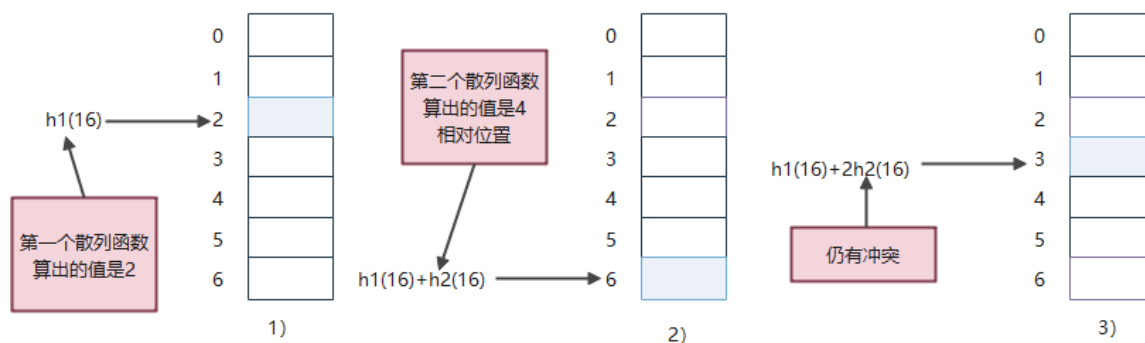 0
1
2
3
4
5
6
h1(16)
第一个散列函数
算出的值是2
1)
第二个散列函数
算出的值是4
相对位置
h1(16)+h2(16)
0
1
2
3
4
5
6
2)
h1(16)+2h2(16)
仍有冲突
0
1
2
3
4
5
6
3)